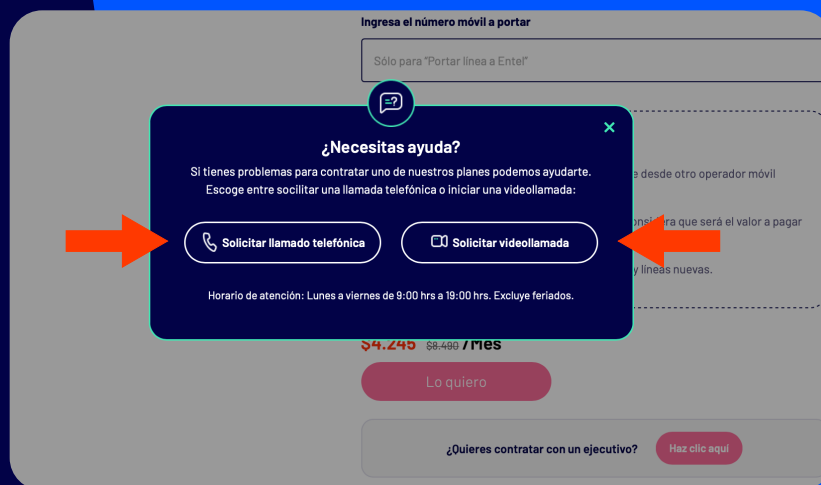 Ingresa el número móvil a portar
Sólo para "Portar línea a Entel"
¿Necesitas ayuda?
Si tienes problemas para contratar uno de nuestros planes podemos ayudarte.
Escoge entre socilitar una llamada telefónica o iniciar una videollamada:
e desde otro operador móvil
considera que será el valor a pagar
Solicitar llamado telefónica
Solicitar videollamada
y líneas nuevas.
Horario de atención: Lunes a viernes de 9:00 hrs a 19:00 hrs. Excluye feriados.
$4.245 $8.490 /Mes
Lo quiero
¿Quieres contratar con un ejecutivo?
Haz clic aquí